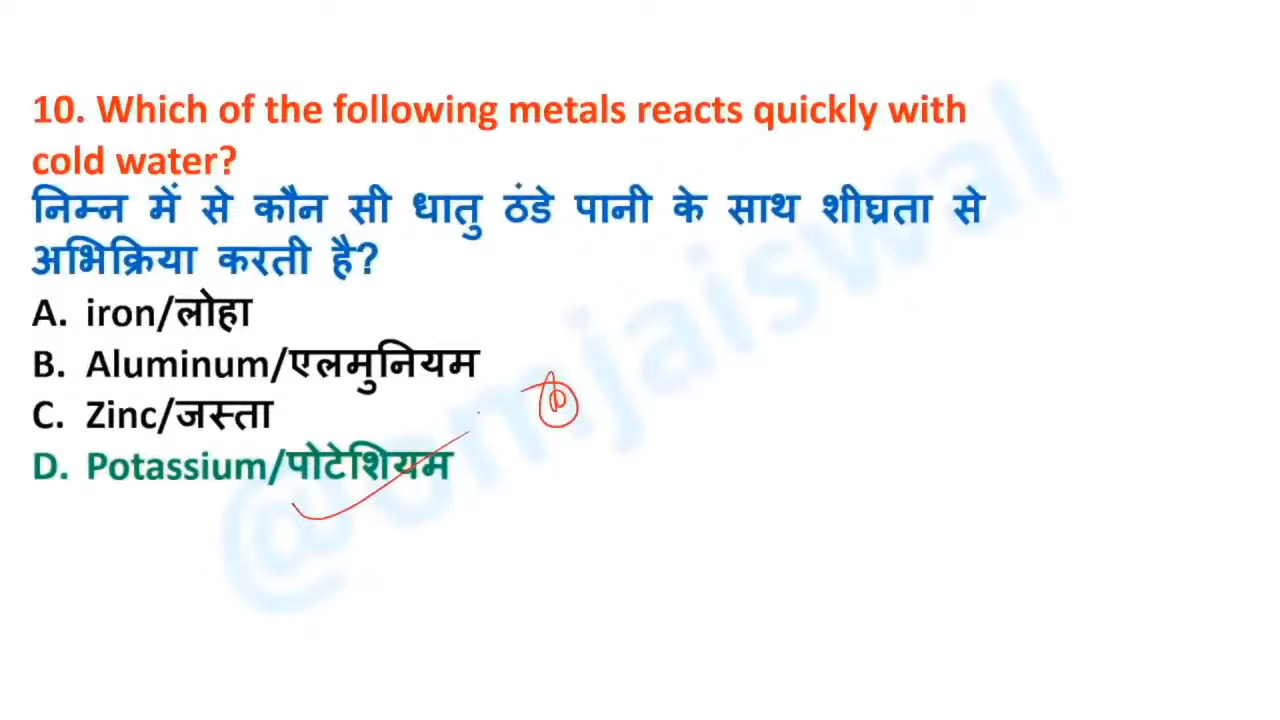 10. Which of the following metals reacts quickly with
cold water?
निम्न में से कौन सी धातु ठंडे पानी के साथ शीघ्रता से
अभिक्रिया करती है?
A. iron/लोहा
B. Aluminum/एलमुनियम
C. Zinc/जस्ता
D. Potassium/पोटेशियम
@omjaiswal